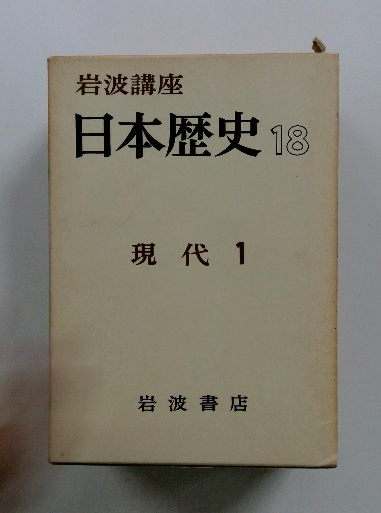 岩波講座
日本歴史 18
現代 1
岩波書店